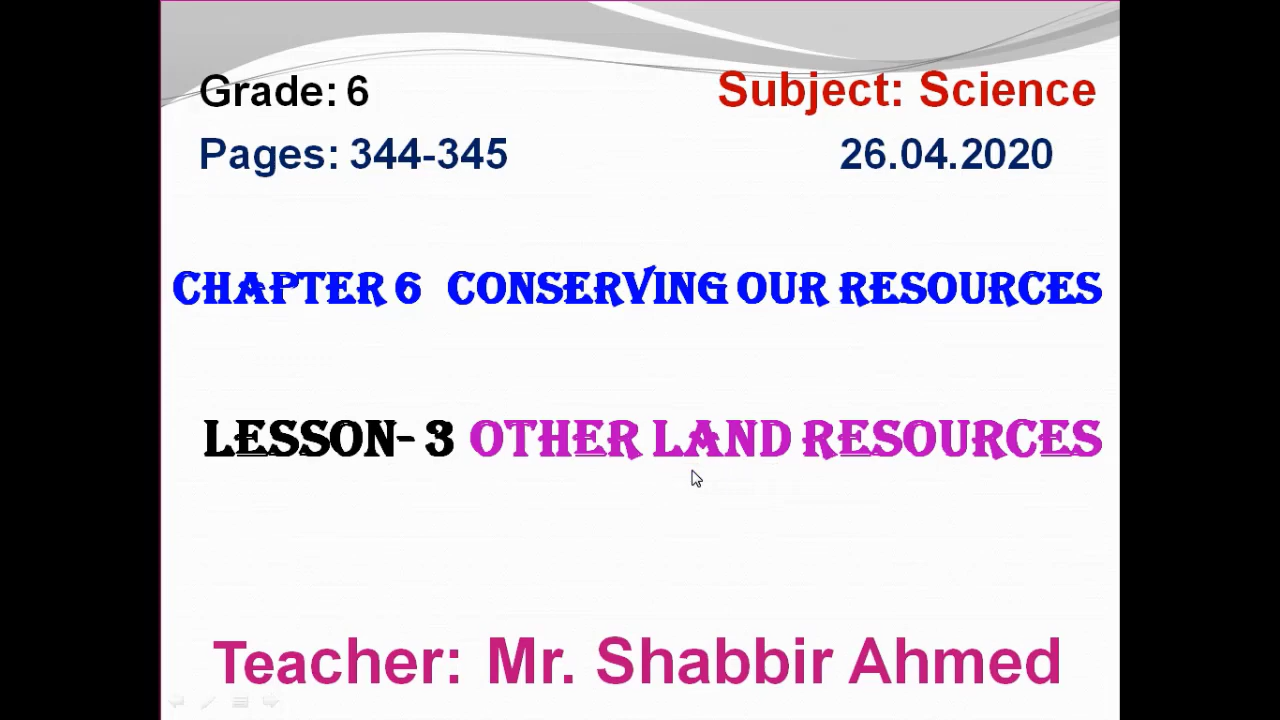 Grade: 6 Subject: Science
Pages: 344-345 26.04.2020
CHAPTER 6 CONSERVING OUR RESOURCES
LESSON- 3 OTHER LAND RESOURCES
Teacher: Mr. Shabbir Ahmed